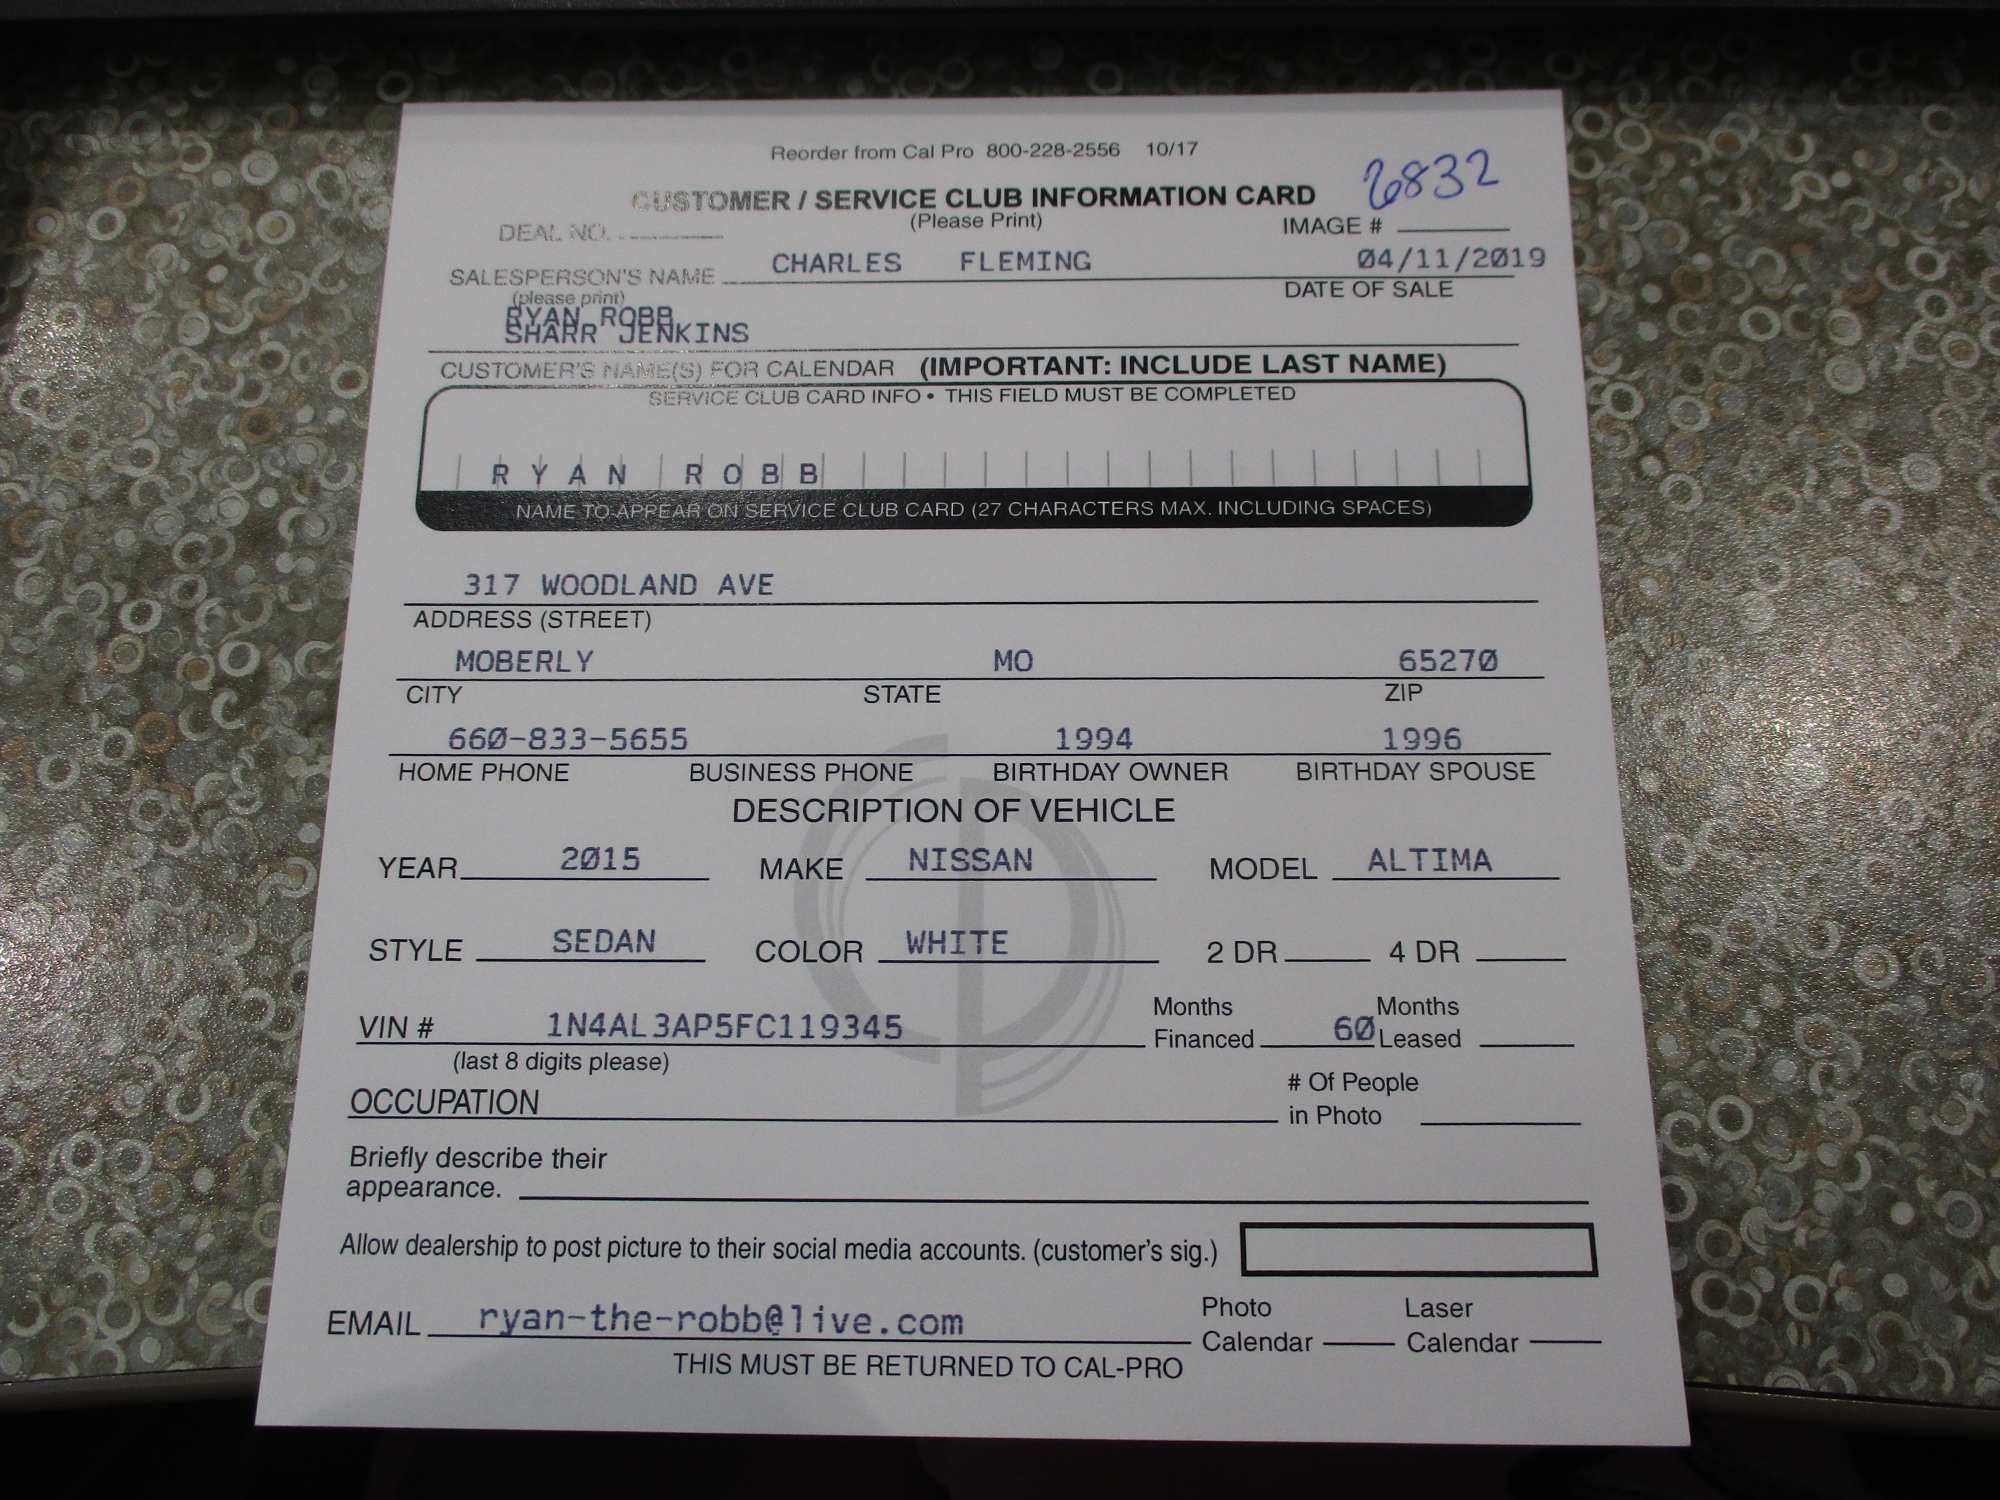 Reorder from Cal Pro 800-228-2556 10/17
6832
CUSTOMER / SERVICE CLUB INFORMATION CARD
(Please Print)
DEAL NO.
IMAGE #
CHARLES FLEMING 04/11/2019
SALESPERSON'S NAME
(please print)
DATE OF SALE
RYAN ROBB
SHARR JENKINS
CUSTOMER'S NAME(S) FOR CALENDAR (IMPORTANT: INCLUDE LAST NAME)
SERVICE CLUB CARD INFO • THIS FIELD MUST BE COMPLETED
RYAN ROBB
NAME TO APPEAR ON SERVICE CLUB CARD (27 CHARACTERS MAX. INCLUDING SPACES)
317 WOODLAND AVE
ADDRESS (STREET)
MOBERLY MO 65270
CITY STATE ZIP
660-833-5655 1994 1996
HOME PHONE BUSINESS PHONE BIRTHDAY OWNER BIRTHDAY SPOUSE
DESCRIPTION OF VEHICLE
YEAR 2015 MAKE NISSAN MODEL ALTIMA
STYLE SEDAN COLOR WHITE 2 DR 4 DR
VIN # 1N4AL3AP5FC119345 Months Financed 60 Months Leased
(last 8 digits please)
OCCUPATION # Of People in Photo
Briefly describe their
appearance.
Allow dealership to post picture to their social media accounts. (customer's sig.)
EMAIL ryan-the-robb@live.com Photo Calendar Laser Calendar
THIS MUST BE RETURNED TO CAL-PRO